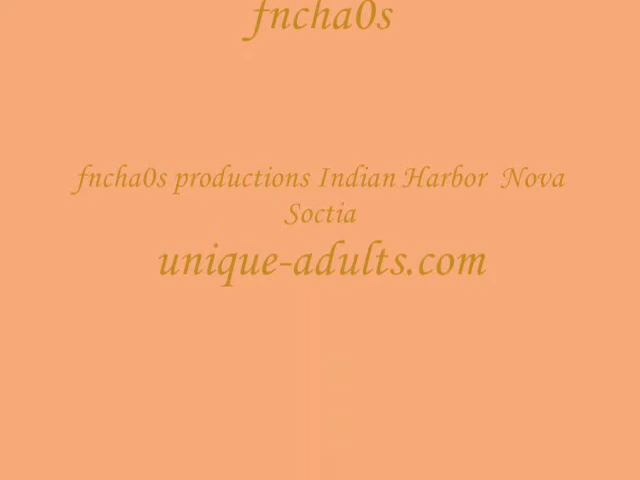 fncha0s
fncha0s productions Indian Harbor Nova
Soctia
unique-adults.com